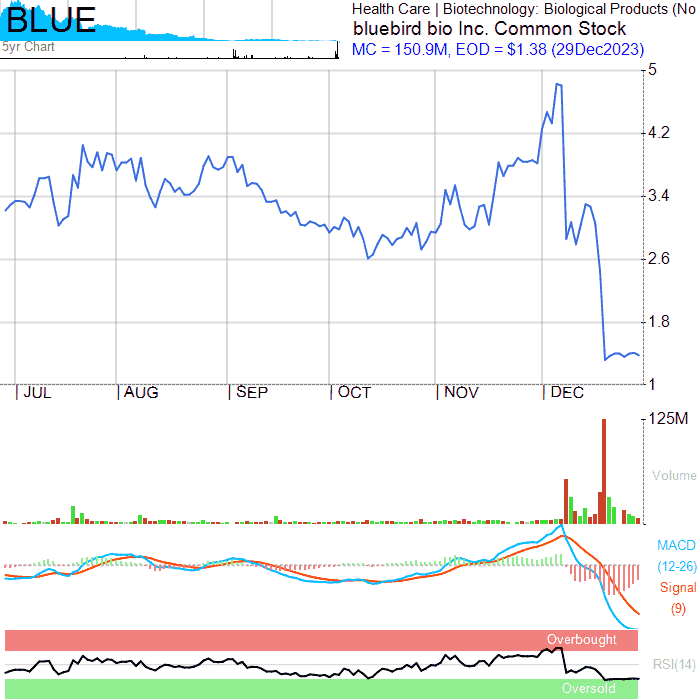 BLUE
5yr Chart
Health Care | Biotechnology: Biological Products (No
bluebird bio Inc. Common Stock
MC = 150.9M, EOD = $1.38 (29Dec2023)
5
4.2
3.4
2.6
1.8
1
| JUL | AUG | SEP | OCT | NOV | DEC
125M
Volume
MACD
(12-26)
Signal
(9)
Overbought
RSI(14)
Oversold